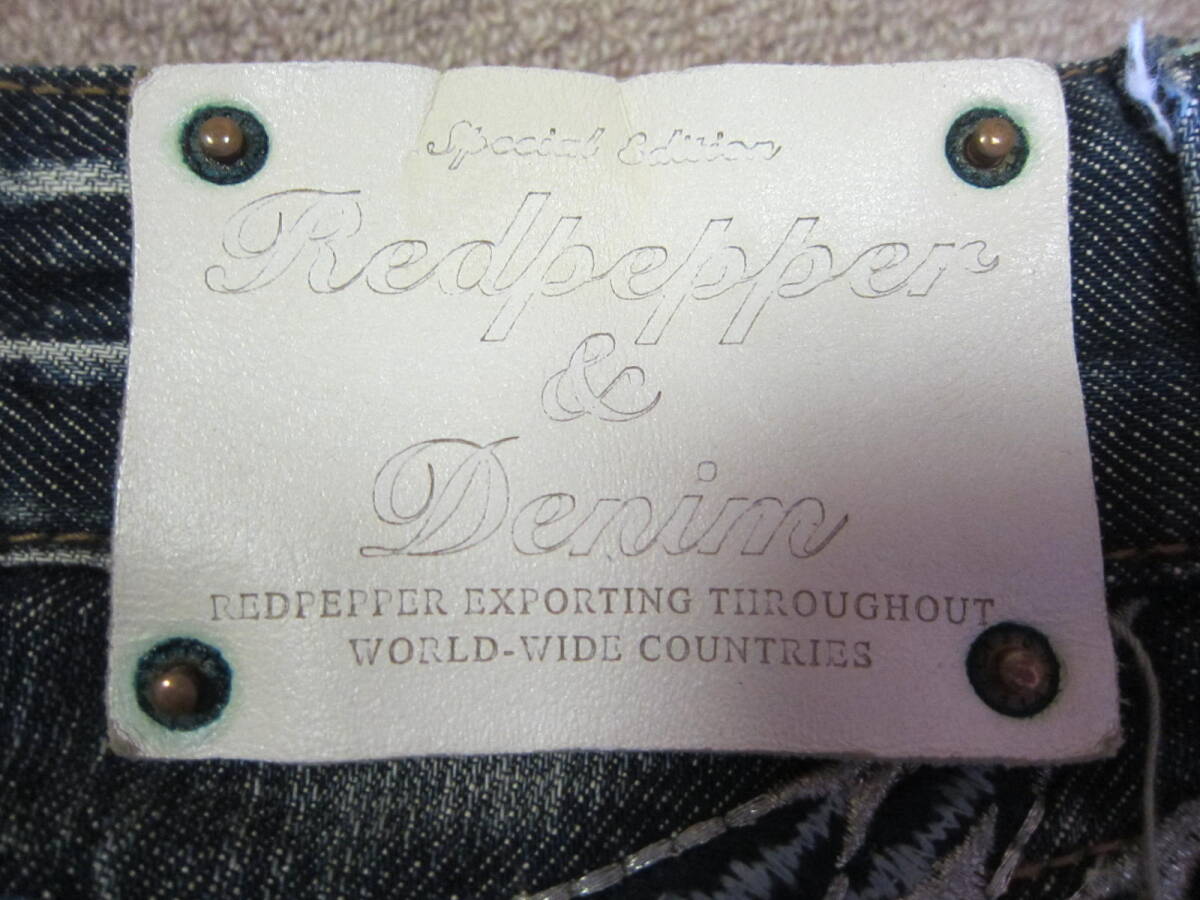 Special Edition
Redpepper
&
Denim
REDPEPPER EXPORTING THROUGHOUT
WORLD-WIDE COUNTRIES